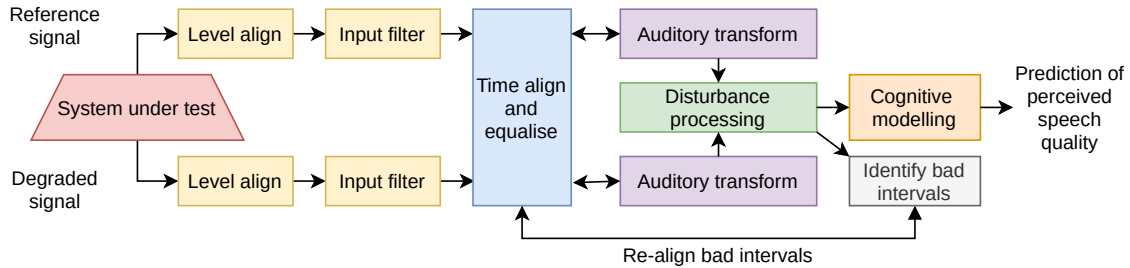 Reference
signal
Level align
Input filter
Time align
and
equalise
Auditory transform
System under test
Disturbance
processing
Cognitive
modelling
Prediction of
perceived
speech
quality
Degraded
signal
Level align
Input filter
Auditory transform
Identify bad
intervals
Re-align bad intervals